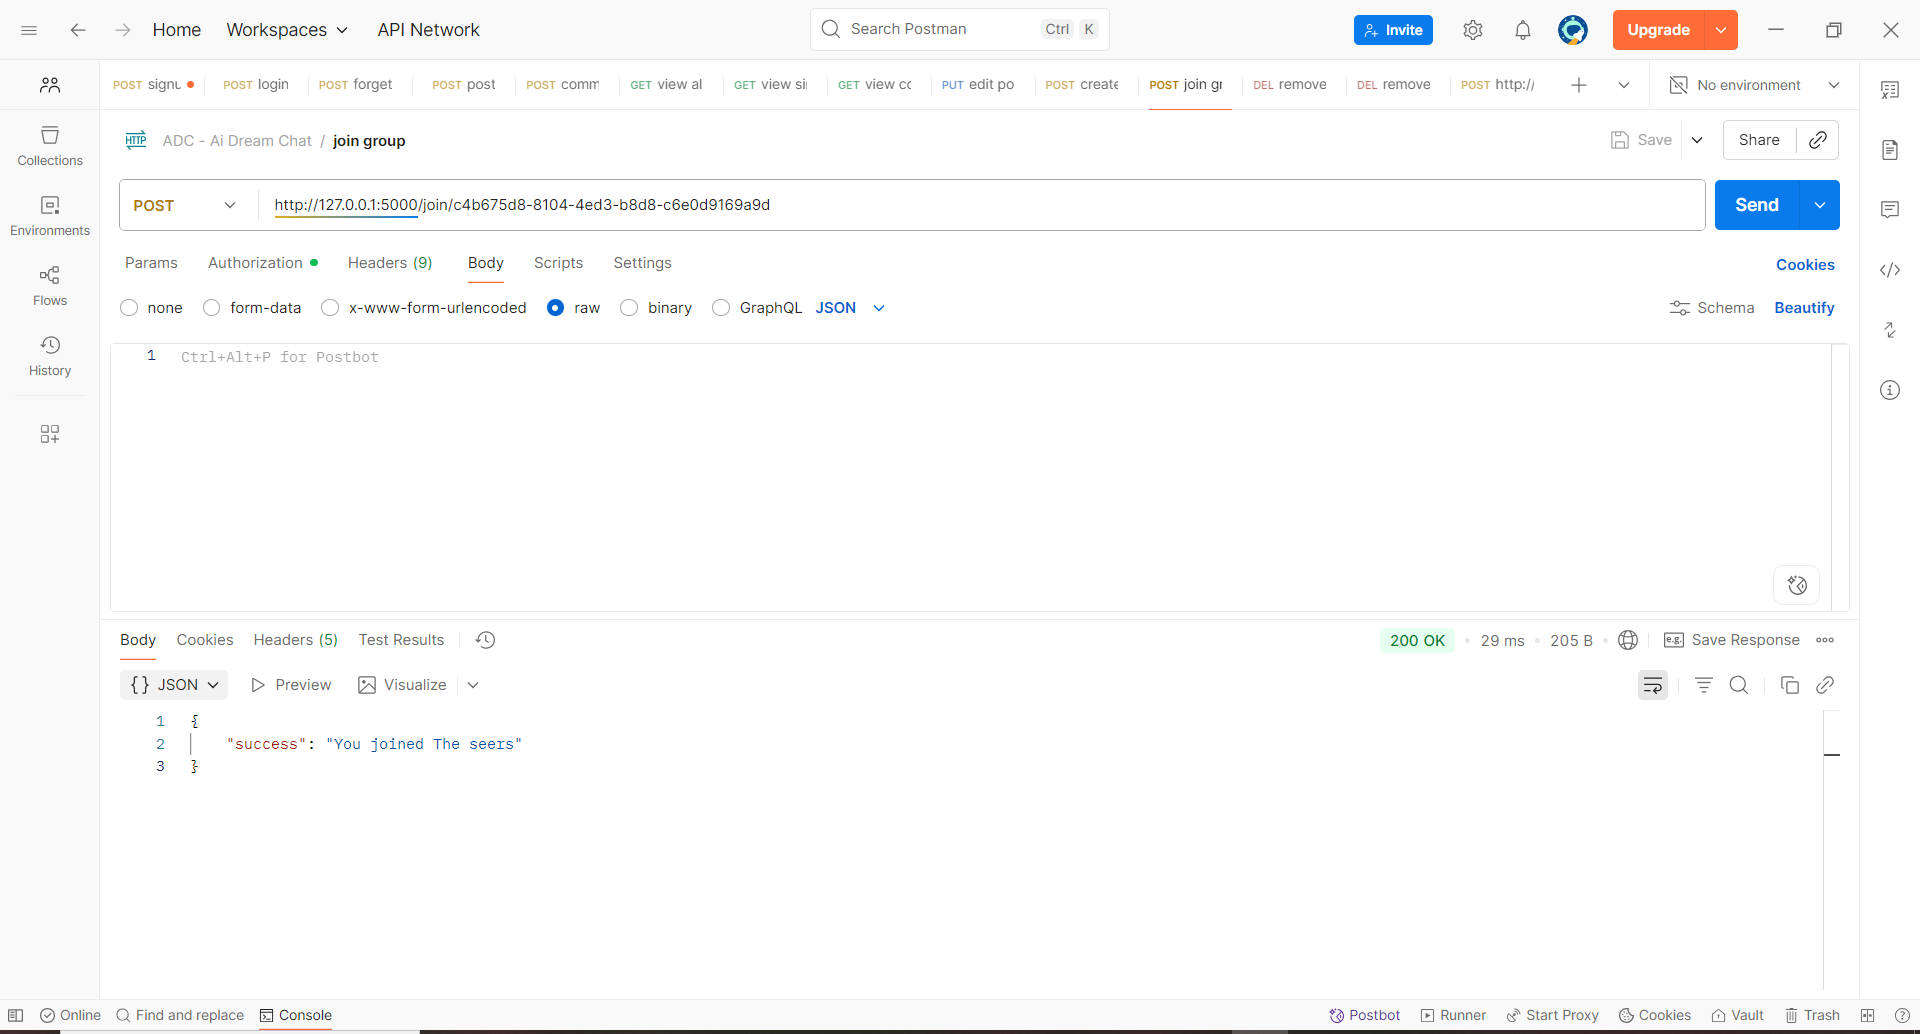 Home Workspaces API Network Search Postman Ctrl K Invite Upgrade
POST signu POST login POST forget POST post POST comm GET view al GET view si GET view cc PUT edit po POST create POST join gr DEL remove DEL remove POST http:// No environment
HTTP ADC - Ai Dream Chat / join group Save Share
Collections
Environments
Flows
History
POST http://127.0.0.1:5000/join/c4b675d8-8104-4ed3-b8d8-c6e0d9169a9d Send
Params Authorization Headers (9) Body Scripts Settings Cookies
none form-data x-www-form-urlencoded raw binary GraphQL JSON Schema Beautify
1 Ctrl+Alt+P for Postbot
Body Cookies Headers (5) Test Results 200 OK 29 ms 205 B e.g. Save Response
{} JSON Preview Visualize
1 {
2 "success": "You joined The seers"
3 }
Online Find and replace Console Postbot Runner Start Proxy Cookies Vault Trash